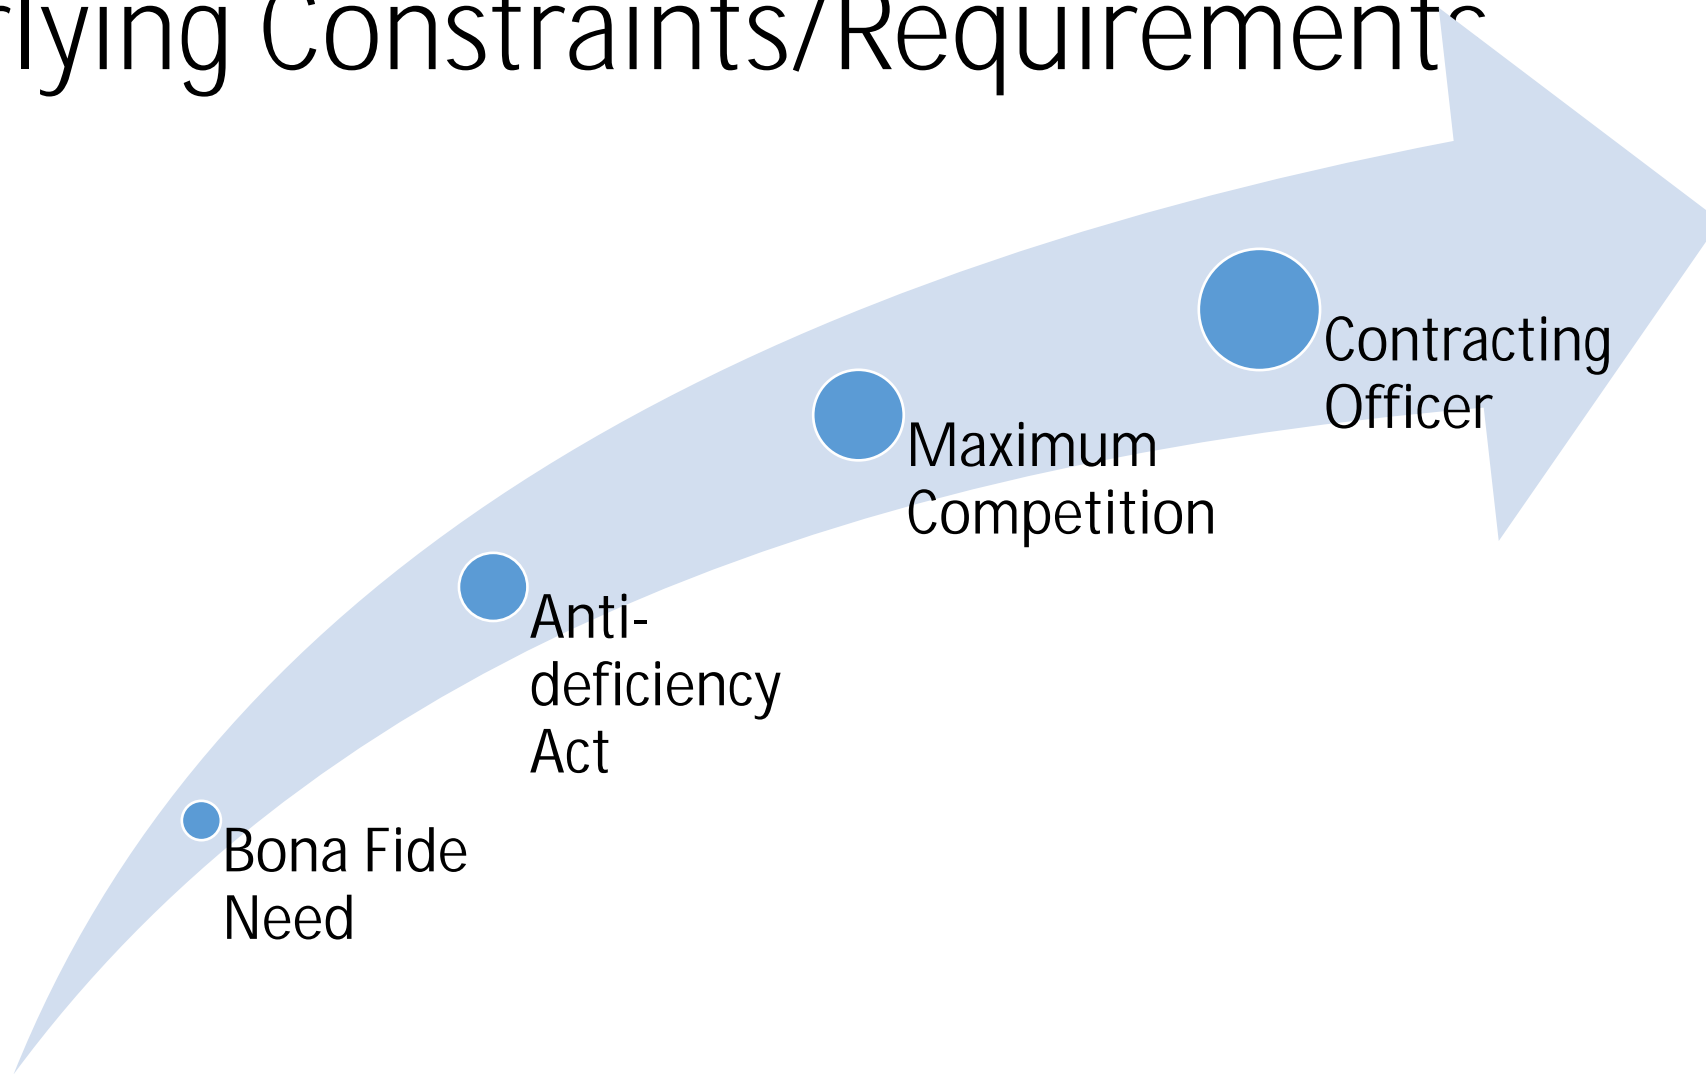 rlying Constraints/Requirements
Contracting
Officer
Maximum
Competition
Anti-
deficiency
Act
Bona Fide
Need